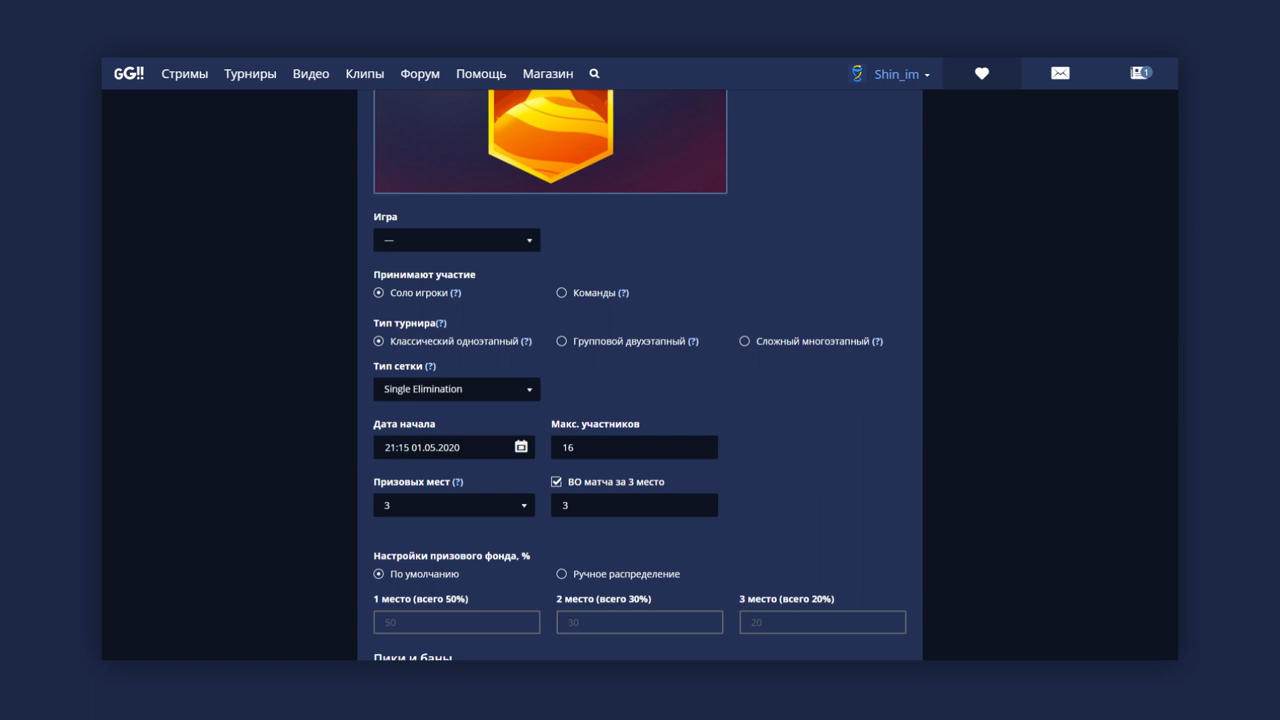 GG!! Стримы Турниры Видео Клипы Форум Помощь Магазин Shin_im 1
Игра
—
Принимают участие
Соло игроки (?) Команды (?)
Тип турнира(?)
Классический одноэтапный (?) Групповой двухэтапный (?) Сложный многоэтапный (?)
Тип сетки (?)
Single Elimination
Дата начала Макс. участников
21:15 01.05.2020 16
Призовых мест (?) BO матча за 3 место
3 3
Настройки призового фонда, %
По умолчанию Ручное распределение
1 место (всего 50%) 2 место (всего 30%) 3 место (всего 20%)
50 30 20
Пики и баны